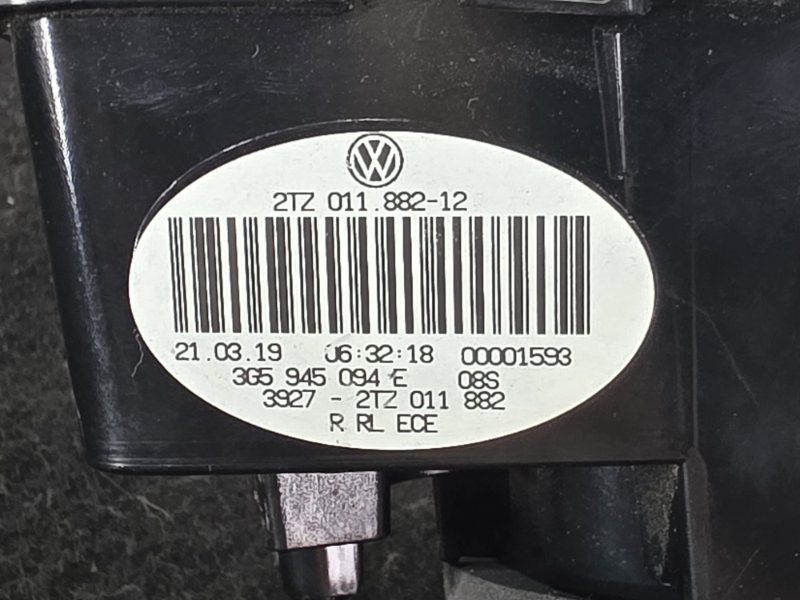 VW
2TZ 011.882-12
21.03.19 06:32:18 00001593
3G5 945 094 E 08S
3927 - 2TZ 011 882
R RL ECE